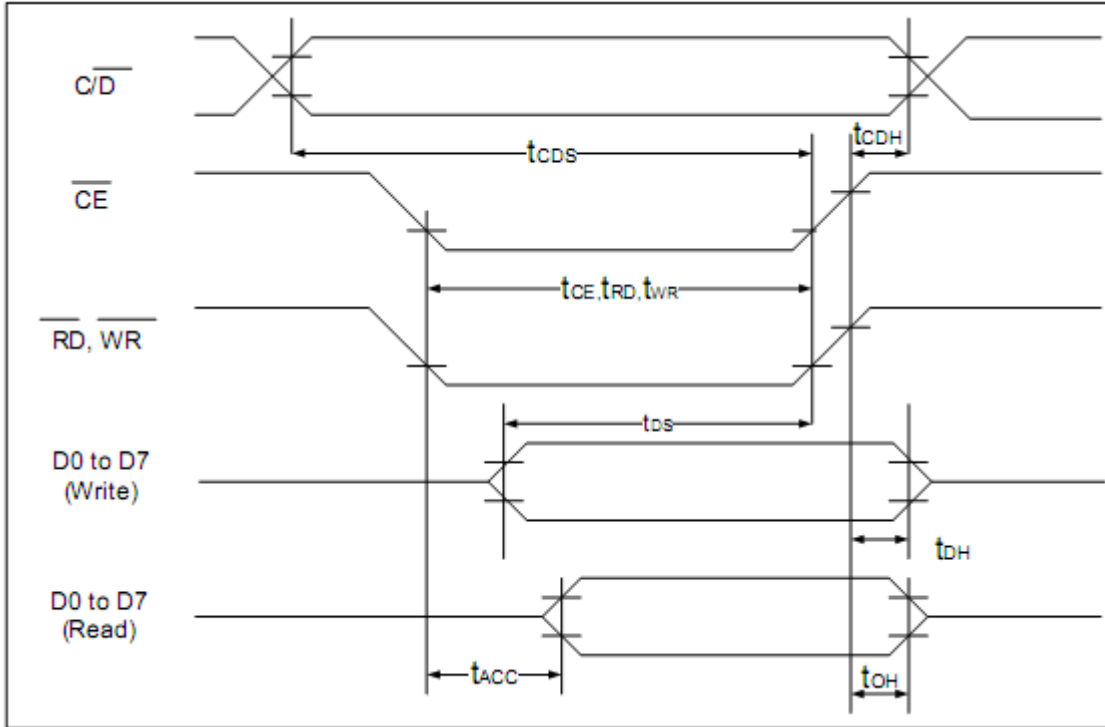 C/D
tCDH
tCDS
CE
tCE,tRD,tWR
RD, WR
tDS
D0 to D7
(Write)
tDH
D0 to D7
(Read)
tACC
tOH